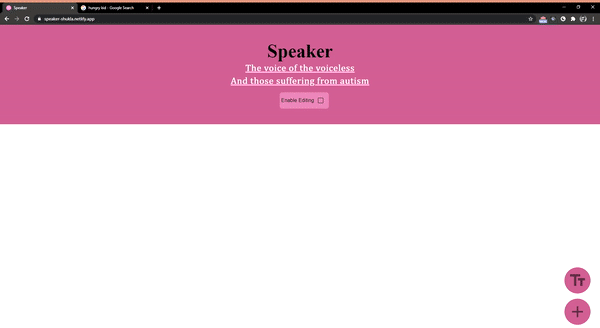 Speaker
hungry kid - Google Search
speaker-shukla.netlify.app
Speaker
The voice of the voiceless
And those suffering from autism
Enable Editing
TT